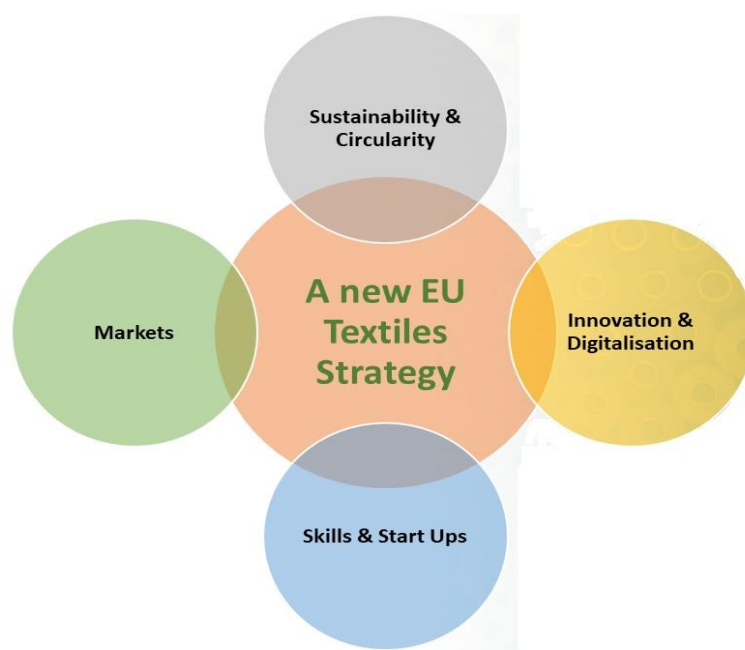 Sustainability &
Circularity
Markets
A new EU
Textiles
Strategy
Innovation &
Digitalisation
Skills & Start Ups